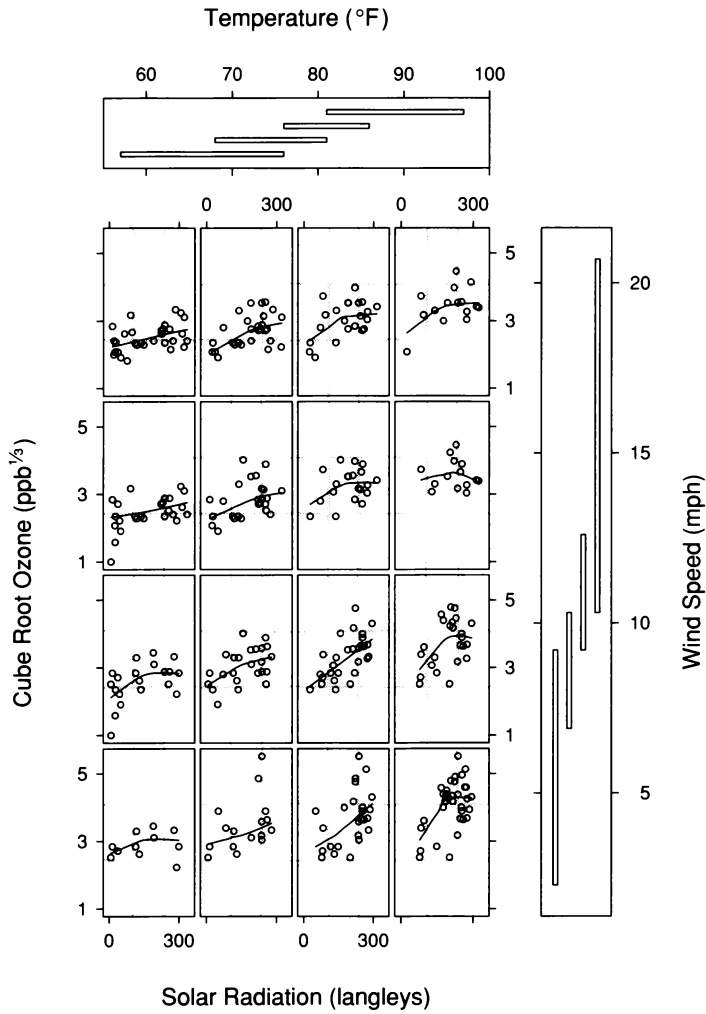 Temperature (°F)
60 70 80 90 100
0 300 0 300
5
3
1
5
3
1
5
3
1
5
3
1
0 300 0 300
Cube Root Ozone (ppb^1/3)
20
15
10
5
Wind Speed (mph)
Solar Radiation (langleys)